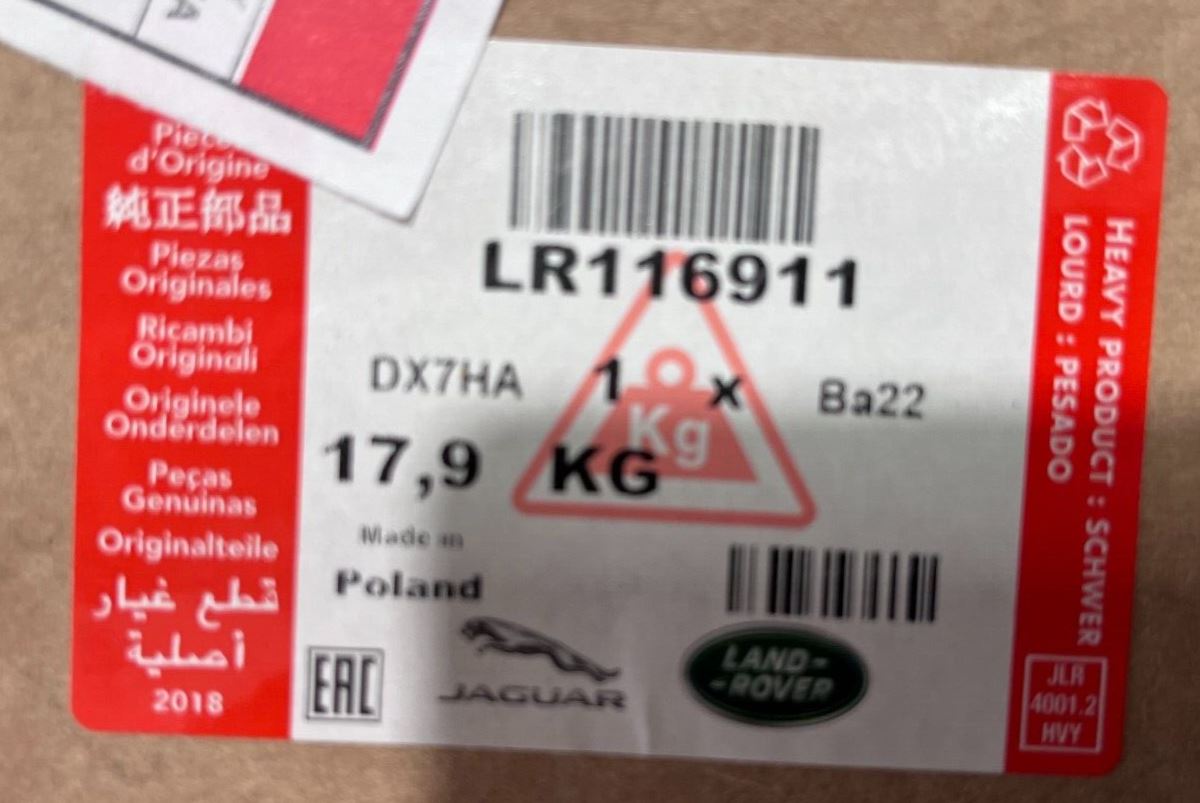 d'Origine
純正部品
Piezas
Originales
Ricambi
Originali
Originele
Onderdelen
Peças
Genuinas
Originalteile
قطع غيار
أصلية
2018
LR116911
DX7HA 1 x Ba22
Kg
17,9 KG
Made in
Poland
EAC
JAGUAR
LAND-
-ROVER
HEAVY PRODUCT : SCHWER
LOURD : PESADO
JLR
4001.2
HVY